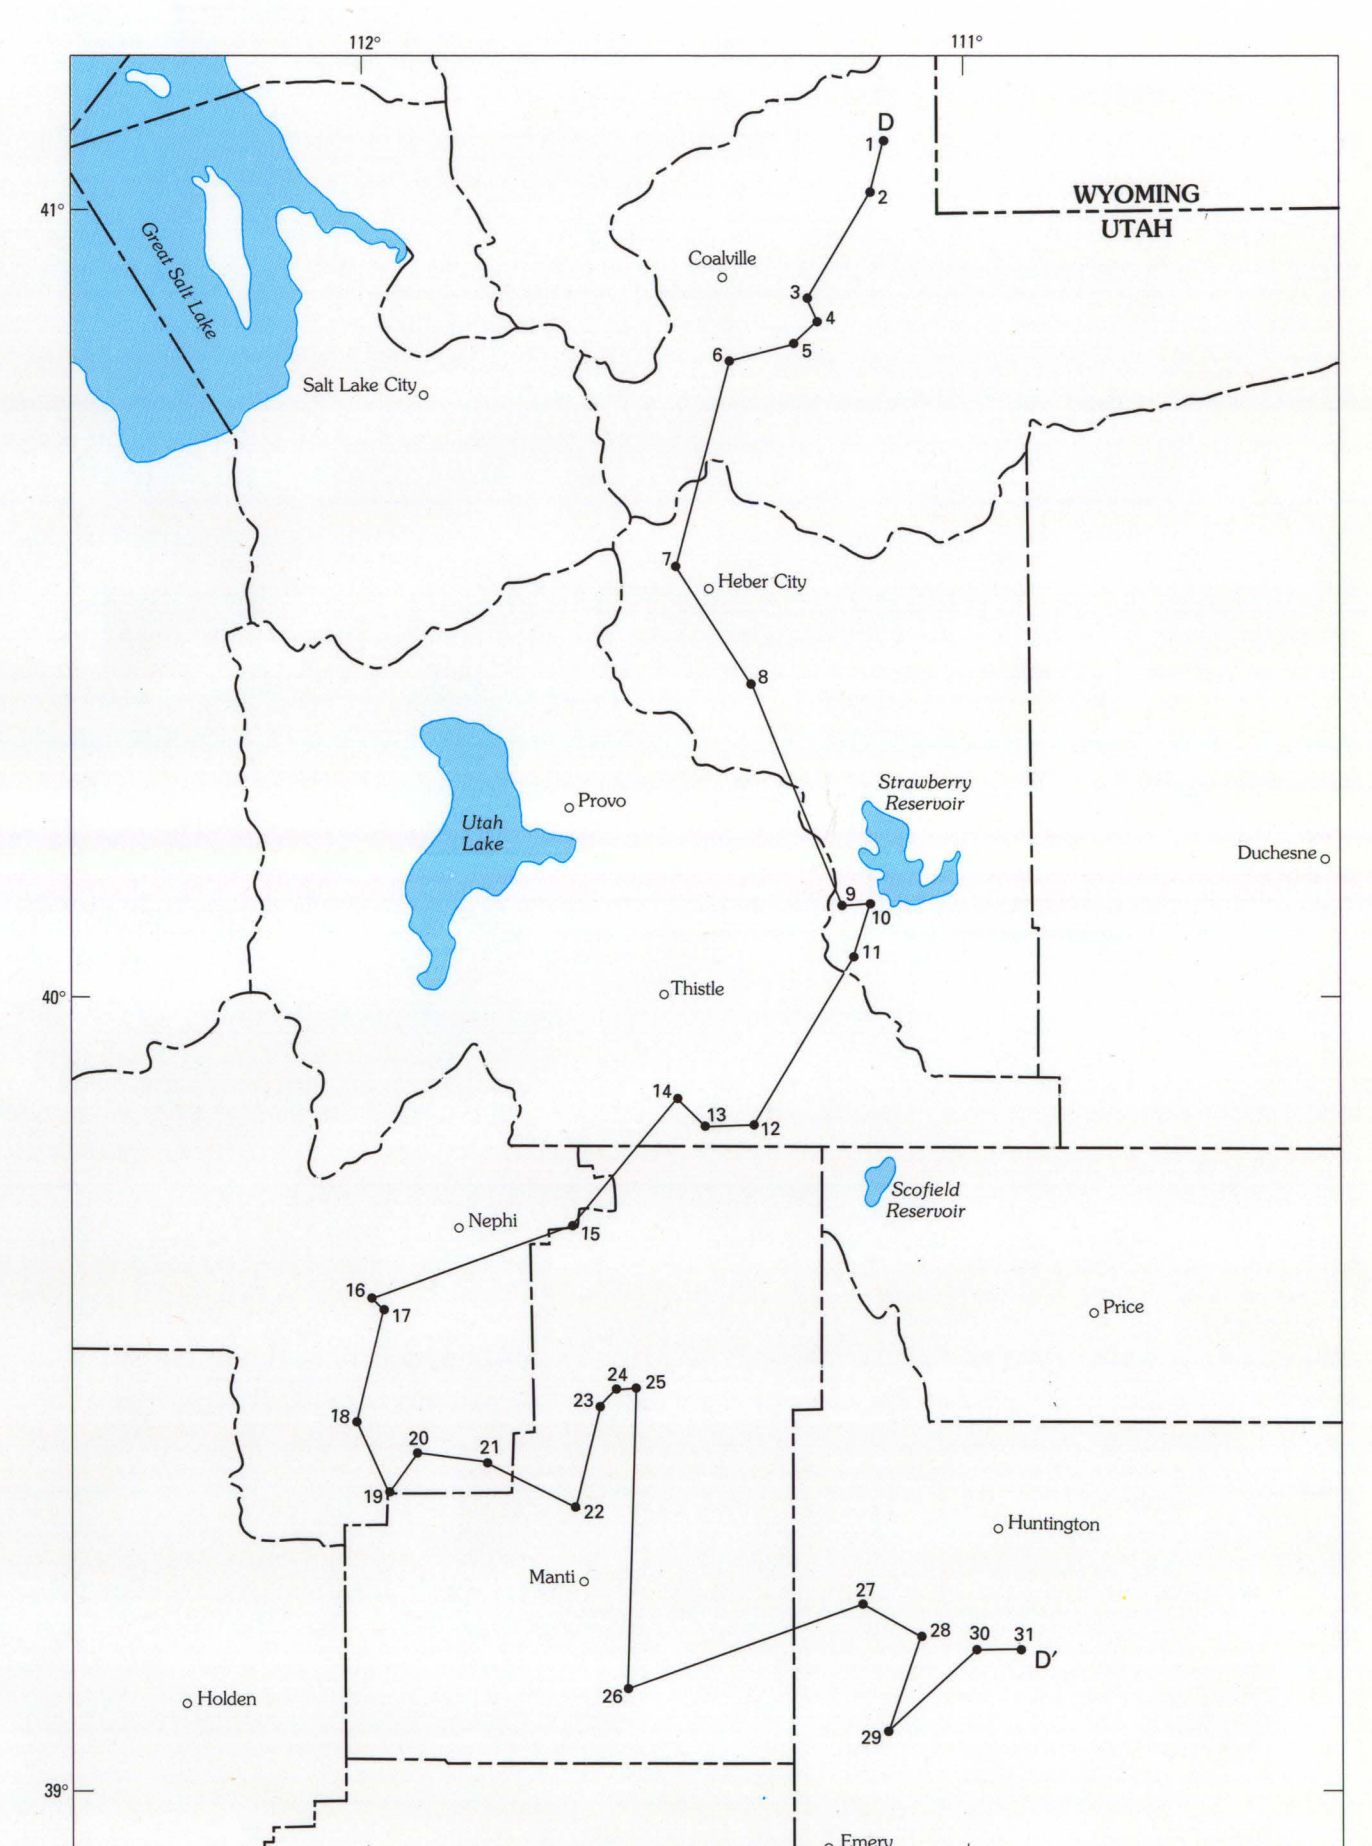 112°
111°
D
1
2
WYOMING
UTAH
41°
Great Salt Lake
Coalville
3
4
5
6
Salt Lake City
7
Heber City
8
Strawberry
Reservoir
Provo
Utah
Lake
Duchesne
9
10
11
40°
Thistle
14
13
12
Scofield
Reservoir
Nephi
15
16
17
Price
24
25
23
18
20
21
19
22
Huntington
Manti
27
28
30
31
D′
26
Holden
29
39°
Emery